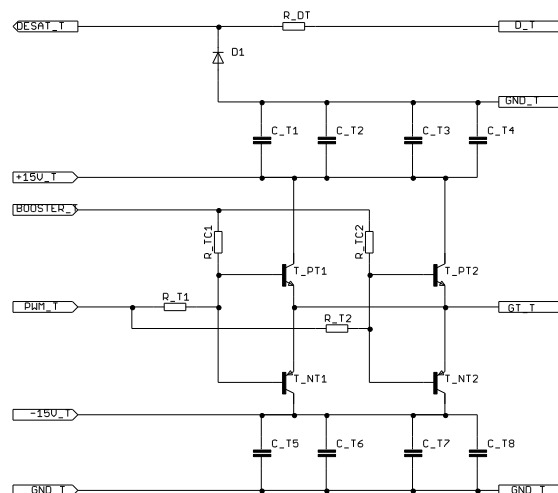 R_DT
DESAT_T
D_T
D1
GND_T
C_T1
C_T2
C_T3
C_T4
+15V_T
BOOSTER_T
R_TC1
R_TC2
T_PT1
T_PT2
R_T1
PWM_T
GT_T
R_T2
T_NT1
T_NT2
-15V_T
C_T5
C_T6
C_T7
C_T8
GND_T
GND_T